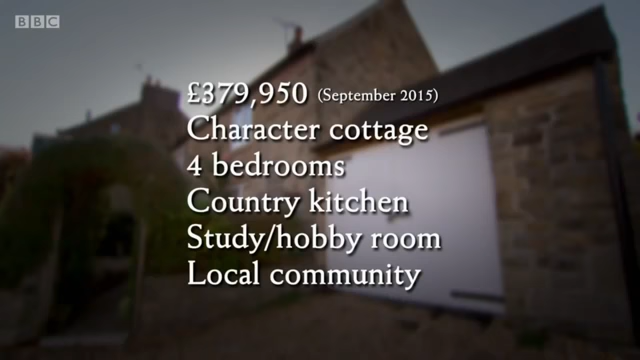 BBC
£379,950 (September 2015)
Character cottage
4 bedrooms
Country kitchen
Study/hobby room
Local community